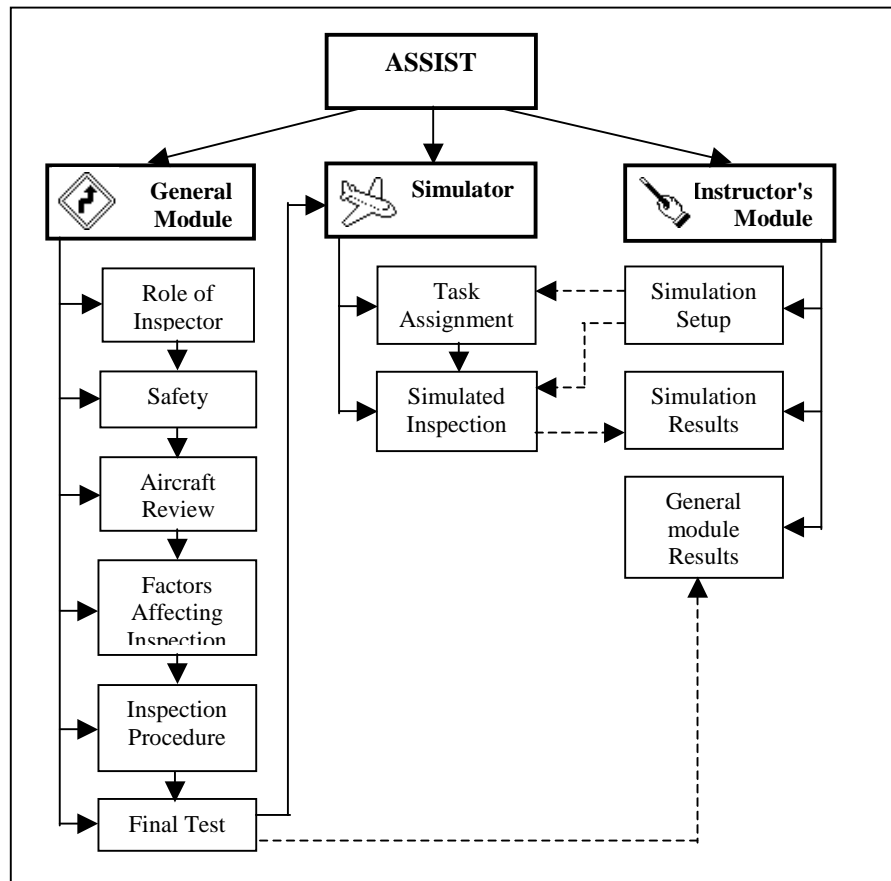 ASSIST
General
Module
Simulator
Instructor's
Module
Role of
Inspector
Safety
Aircraft
Review
Factors
Affecting
Inspection
Inspection
Procedure
Final Test
Task
Assignment
Simulated
Inspection
Simulation
Setup
Simulation
Results
General
module
Results